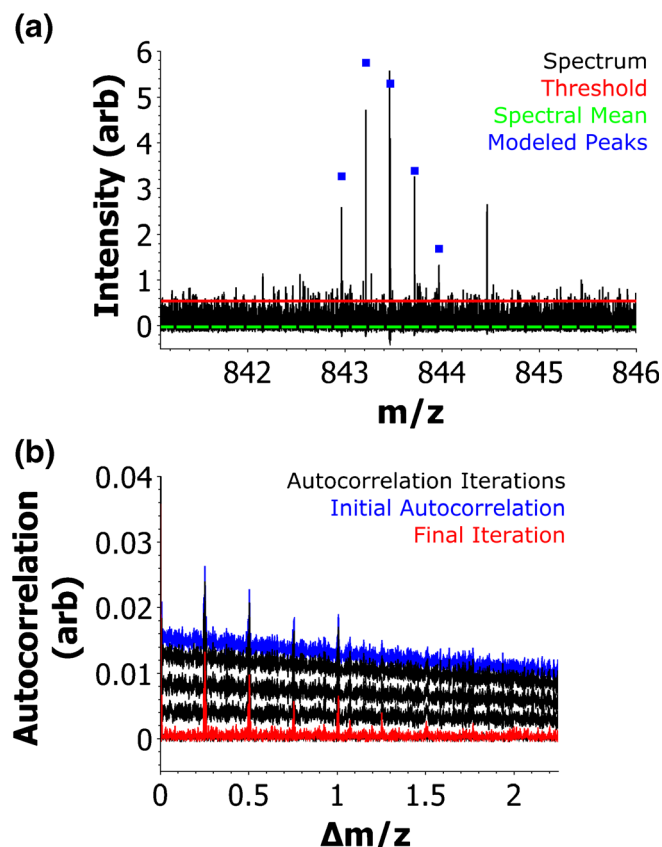 (a)
Intensity (arb)
6
5
4
3
2
1
0
Spectrum
Threshold
Spectral Mean
Modeled Peaks
842 843 844 845 846
m/z
(b)
Autocorrelation
(arb)
0.04
0.03
0.02
0.01
0
Autocorrelation Iterations
Initial Autocorrelation
Final Iteration
0 0.5 1 1.5 2
Δm/z